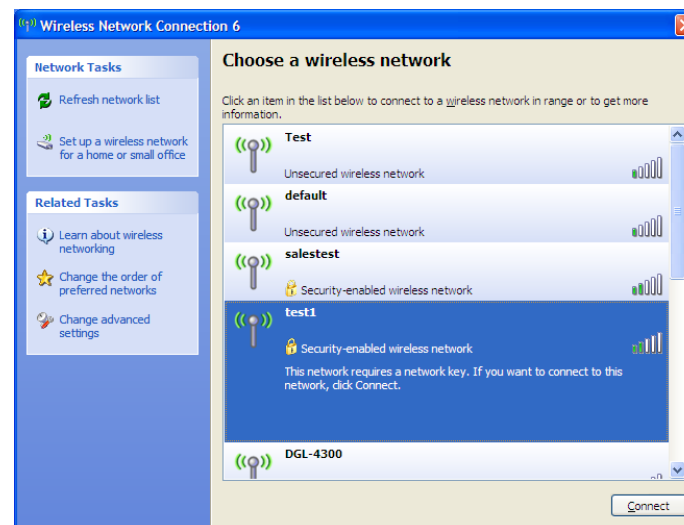 Wireless Network Connection 6
Network Tasks
Refresh network list
Set up a wireless network
for a home or small office
Related Tasks
Learn about wireless
networking
Change the order of
preferred networks
Change advanced
settings
Choose a wireless network
Click an item in the list below to connect to a wireless network in range or to get more
information.
Test
Unsecured wireless network
default
Unsecured wireless network
salestest
Security-enabled wireless network
test1
Security-enabled wireless network
This network requires a network key. If you want to connect to this
network, click Connect.
DGL-4300
Connect